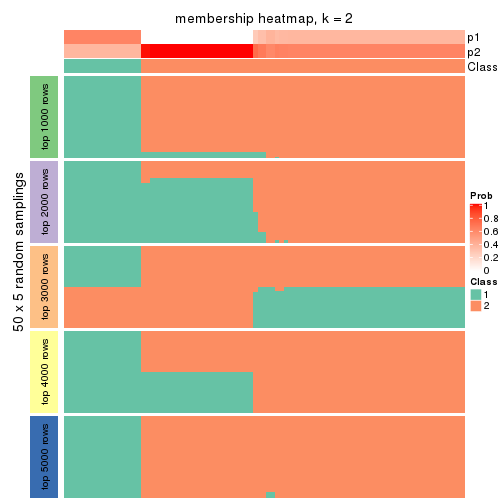 membership heatmap, k = 2
p1
p2
Class
50 x 5 random samplings
top 1000 rows
top 2000 rows
top 3000 rows
top 4000 rows
top 5000 rows
Prob
1
0.8
0.6
0.4
0.2
0
Class
1
2